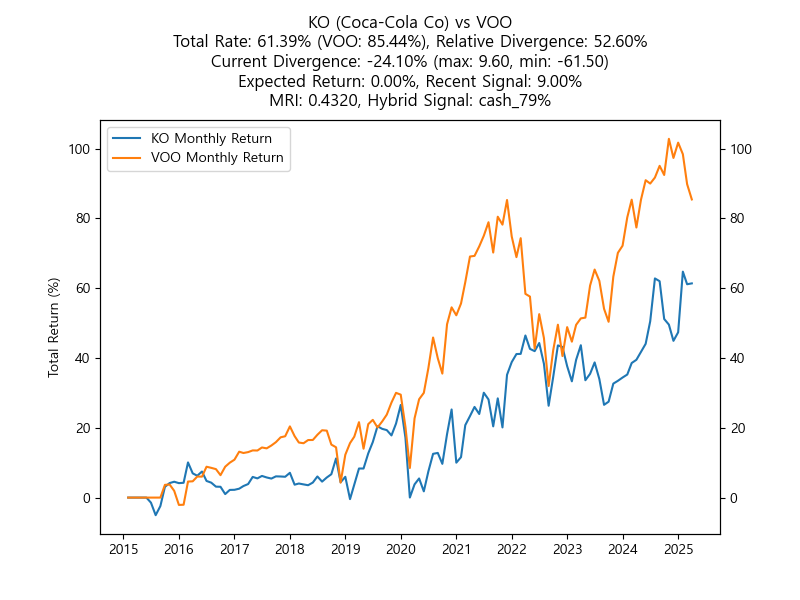 KO (Coca-Cola Co) vs VOO
Total Rate: 61.39% (VOO: 85.44%), Relative Divergence: 52.60%
Current Divergence: -24.10% (max: 9.60, min: -61.50)
Expected Return: 0.00%, Recent Signal: 9.00%
MRI: 0.4320, Hybrid Signal: cash_79%
KO Monthly Return
VOO Monthly Return
Total Return (%)
100
80
60
40
20
0
100
80
60
40
20
0
2015 2016 2017 2018 2019 2020 2021 2022 2023 2024 2025